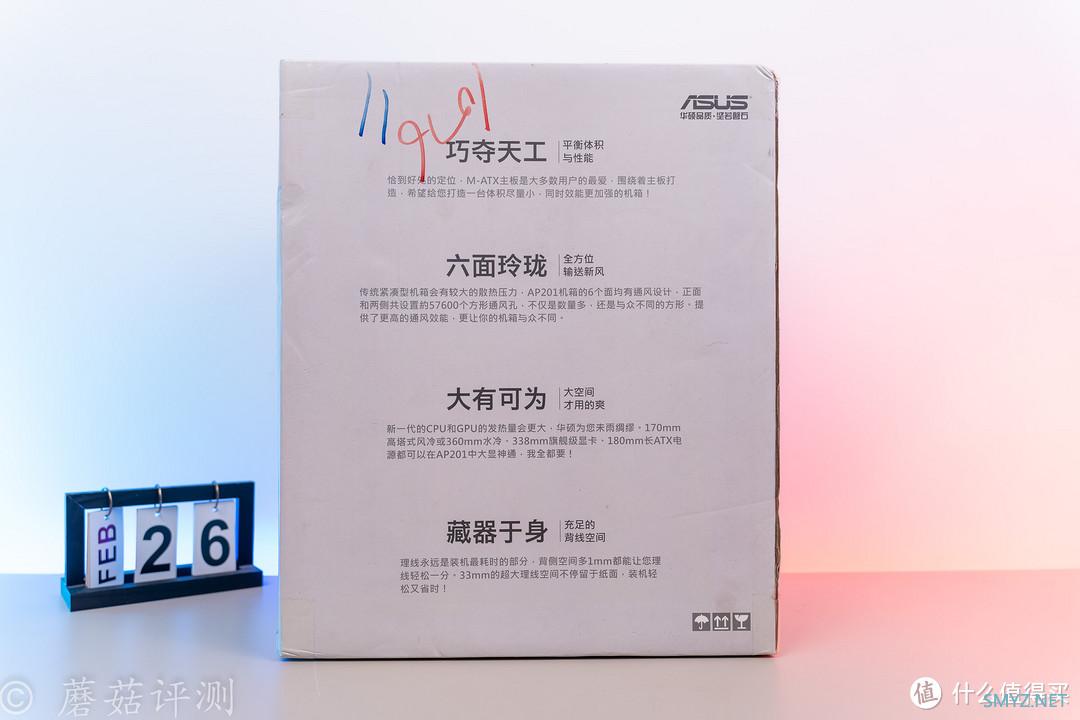 ASUS
华硕品质·坚若磐石
巧夺天工
平衡体积
与性能
恰到好处的定位，M-ATX主板是大多数用户的最爱，围绕着主板打
造，希望给您打造一台体积尽量小，同时效能更加强的机箱！
六面玲珑
全方位
输送新风
传统紧凑型机箱会有较大的散热压力，AP201机箱的6个面均有通风设计，正面
和两侧共设置約57600个方形通风孔，不仅是数量多，还是与众不同的方形。提
供了更高的通风效能，更让你的机箱与众不同。
大有可为
大空间
才用的爽
新一代的CPU和GPU的发热量会更大，华硕为您未雨绸缪。170mm
高塔式风冷或360mm水冷、338mm旗舰级显卡、180mm长ATX电
源都可以在AP201中大显神通，我全都要！
藏器于身
充足的
背线空间
理线永远是装机最耗时的部分，背侧空间多1mm都能让您理
线轻松一分。33mm的超大理线空间不停留于纸面，装机轻
松又省时！
FEB 26
© 蘑菇评测
值 什么值得买
SMYZ.NET